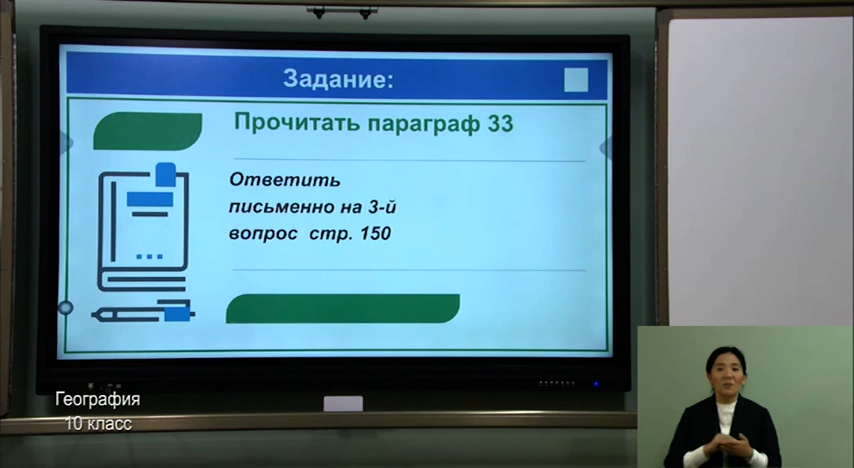 Задание:
Прочитать параграф 33
Ответить
письменно на 3-й
вопрос стр. 150
География
10 класс